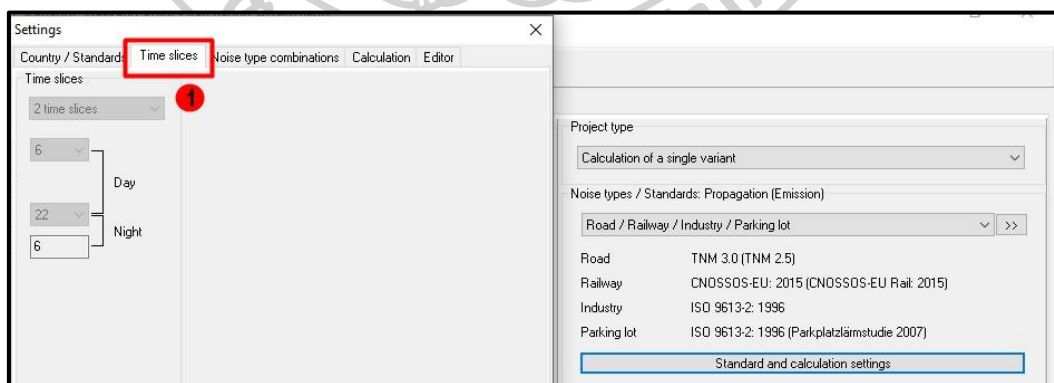 Settings
Country / Standards Time slices Noise type combinations Calculation Editor
Time slices
1
2 time slices
6
Day
22
Night
6
Project type
Calculation of a single variant
Noise types / Standards: Propagation (Emission)
Road / Railway / Industry / Parking lot >>
Road TNM 3.0 (TNM 2.5)
Railway CNOSSOS-EU: 2015 (CNOSSOS-EU Rail: 2015)
Industry ISO 9613-2: 1996
Parking lot ISO 9613-2: 1996 (Parkplatzlärmstudie 2007)
Standard and calculation settings